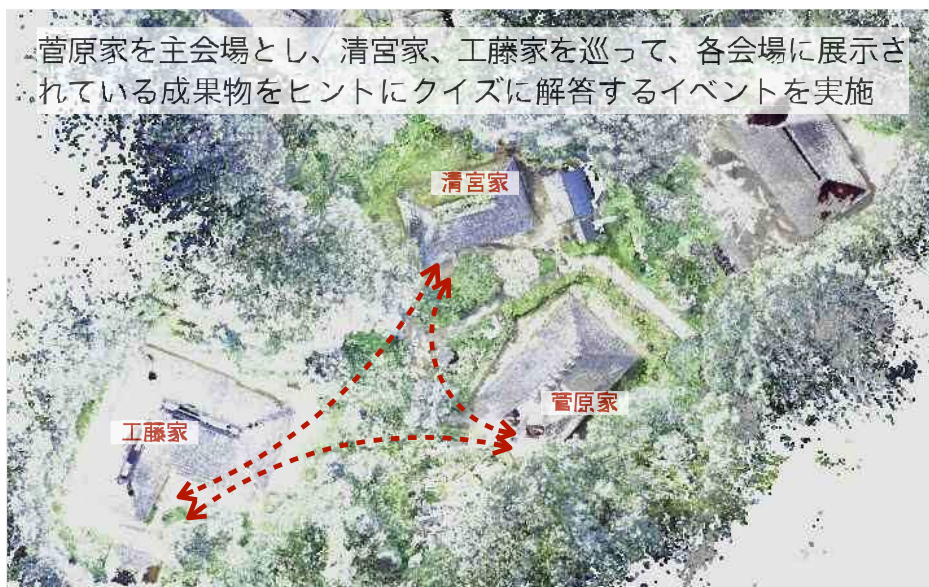 菅原家を主会場とし、清宮家、工藤家を巡って、各会場に展示さ
れている成果物をヒントにクイズに解答するイベントを実施
清宮家
菅原家
工藤家